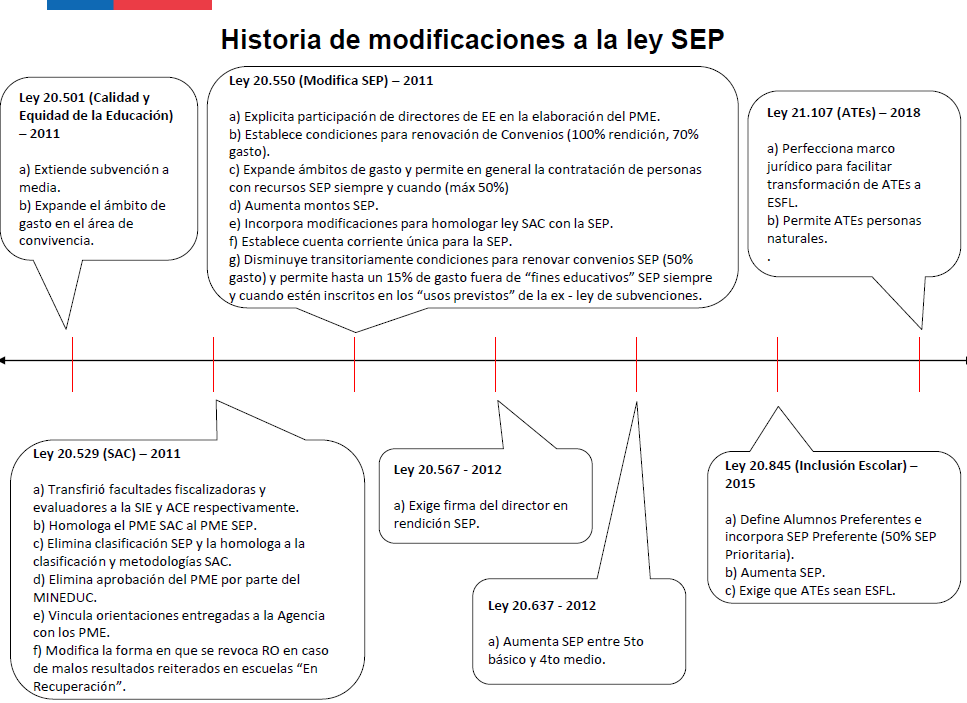 Historia de modificaciones a la ley SEP
Ley 20.501 (Calidad y
Equidad de la Educación)
– 2011
a) Extiende subvención a
media.
b) Expande el ámbito de
gasto en el área de
convivencia.
Ley 20.550 (Modifica SEP) – 2011
a) Explicita participación de directores de EE en la elaboración del PME.
b) Establece condiciones para renovación de Convenios (100% rendición, 70%
gasto).
c) Expande ámbitos de gasto y permite en general la contratación de personas
con recursos SEP siempre y cuando (máx 50%)
d) Aumenta montos SEP.
e) Incorpora modificaciones para homologar ley SAC con la SEP.
f) Establece cuenta corriente única para la SEP.
g) Disminuye transitoriamente condiciones para renovar convenios SEP (50%
gasto) y permite hasta un 15% de gasto fuera de “fines educativos” SEP siempre
y cuando estén inscritos en los “usos previstos” de la ex - ley de subvenciones.
Ley 21.107 (ATEs) – 2018
a) Perfecciona marco
jurídico para facilitar
transformación de ATEs a
ESFL.
b) Permite ATEs personas
naturales.
.
Ley 20.529 (SAC) – 2011
a) Transfirió facultades fiscalizadoras y
evaluadores a la SIE y ACE respectivamente.
b) Homologa el PME SAC al PME SEP.
c) Elimina clasificación SEP y la homologa a la
clasificación y metodologías SAC.
d) Elimina aprobación del PME por parte del
MINEDUC.
e) Vincula orientaciones entregadas a la Agencia
con los PME.
f) Modifica la forma en que se revoca RO en caso
de malos resultados reiterados en escuelas “En
Recuperación”.
Ley 20.567 - 2012
a) Exige firma del director en
rendición SEP.
Ley 20.637 - 2012
a) Aumenta SEP entre 5to
básico y 4to medio.
Ley 20.845 (Inclusión Escolar) –
2015
a) Define Alumnos Preferentes e
incorpora SEP Preferente (50% SEP
Prioritaria).
b) Aumenta SEP.
c) Exige que ATEs sean ESFL.